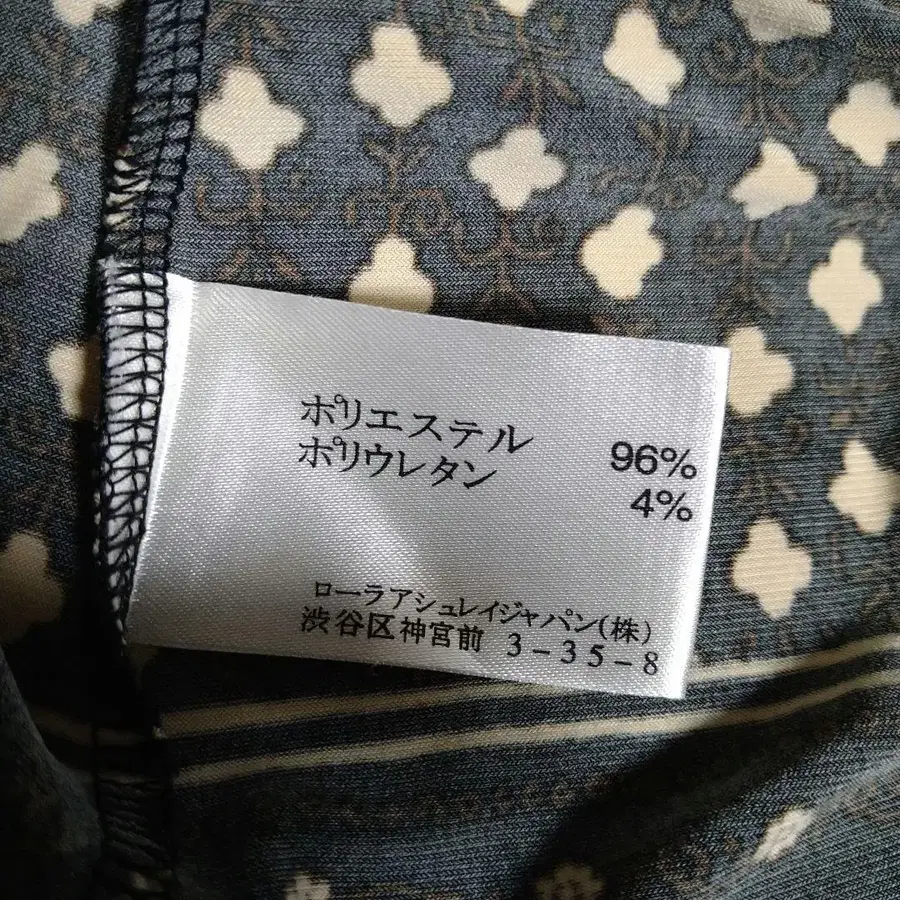 ポリエステル 96%
ポリウレタン 4%
ローラアシュレイジャパン(株)
渋谷区神宮前 3-35-8